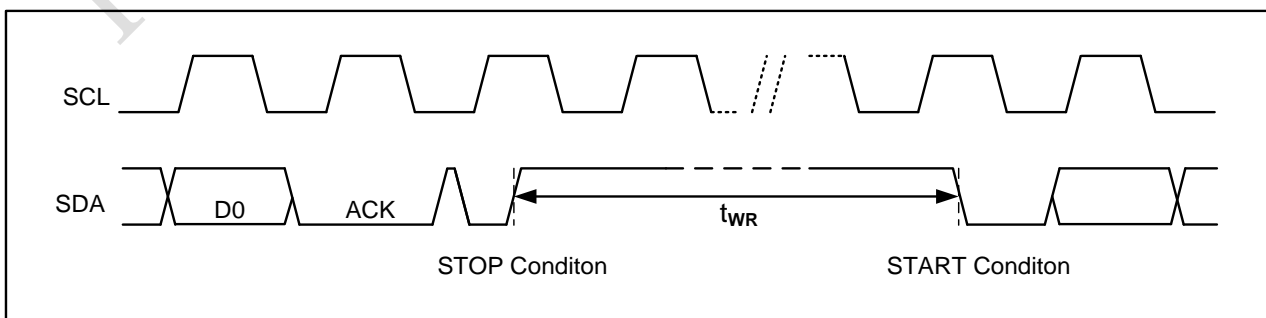 SCL
SDA
D0
ACK
tWR
STOP Conditon
START Conditon